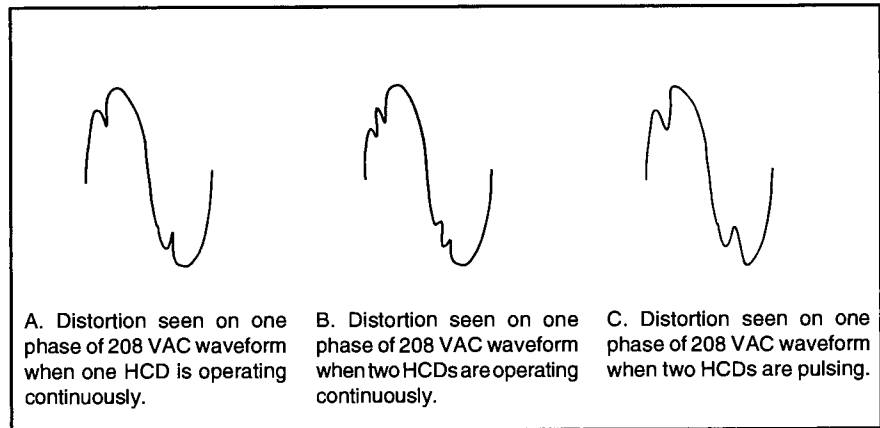 A. Distortion seen on one
phase of 208 VAC waveform
when one HCD is operating
continuously.
B. Distortion seen on one
phase of 208 VAC waveform
when two HCDs are operating
continuously.
C. Distortion seen on one
phase of 208 VAC waveform
when two HCDs are pulsing.